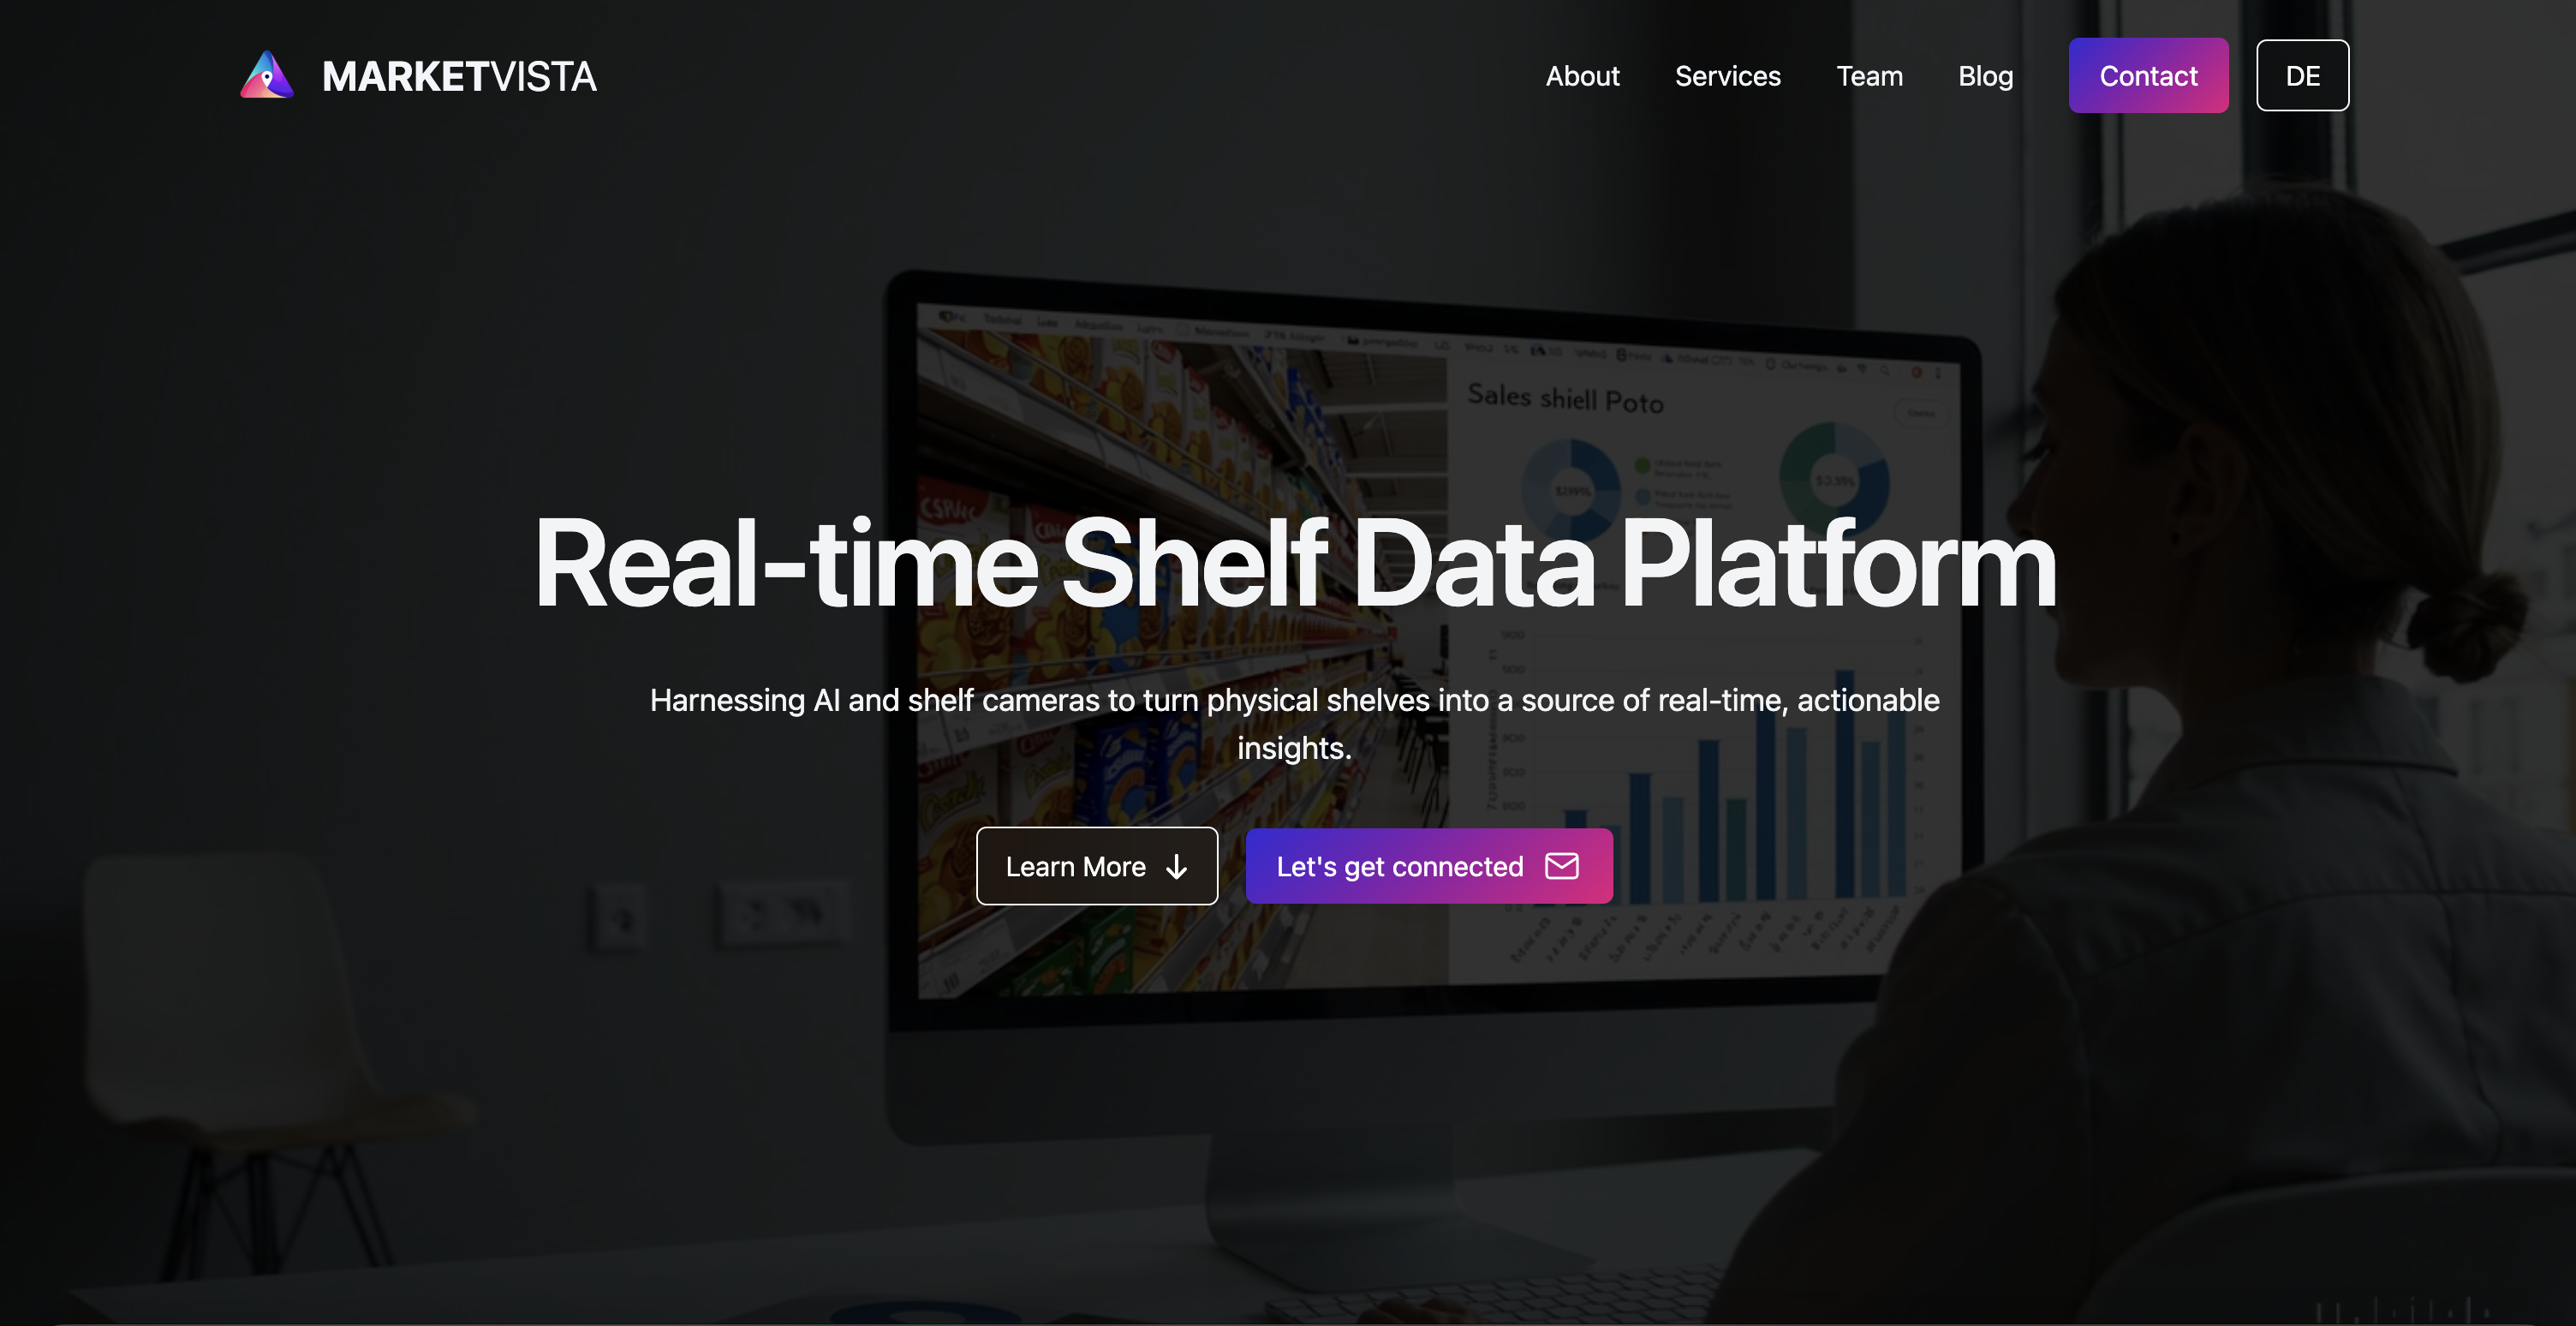 MARKETVISTA
About Services Team Blog Contact DE
Sales shiell Poto
Real-time Shelf Data Platform
Harnessing AI and shelf cameras to turn physical shelves into a source of real-time, actionable
insights.
Learn More
Let's get connected